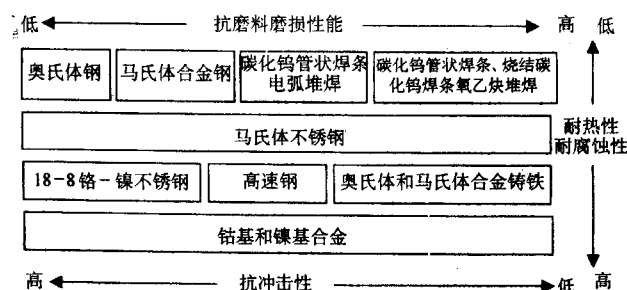 低 抗磨料磨损性能 高 低
奥氏体钢 马氏体合金钢 碳化钨管状焊条 碳化钨管状焊条、烧结碳
电弧堆焊 化钨焊条氧乙炔堆焊
马氏体不锈钢
耐热性
耐腐蚀性
18-8铬-镍不锈钢 高速钢 奥氏体和马氏体合金铸铁
钴基和镍基合金
高 抗冲击性 低 高